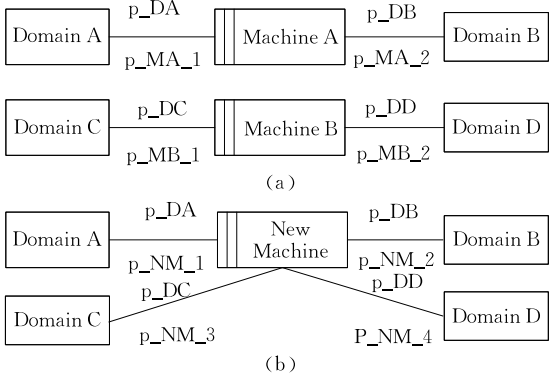 p_DA
p_DB
Domain A
Machine A
Domain B
p_MA_1
p_MA_2
p_DC
p_DD
Domain C
Machine B
Domain D
p_MB_1
p_MB_2
(a)
p_DA
p_DB
Domain A
New
Machine
Domain B
p_NM_1
p_NM_2
p_DC
p_DD
Domain C
Domain D
p_NM_3
P_NM_4
(b)